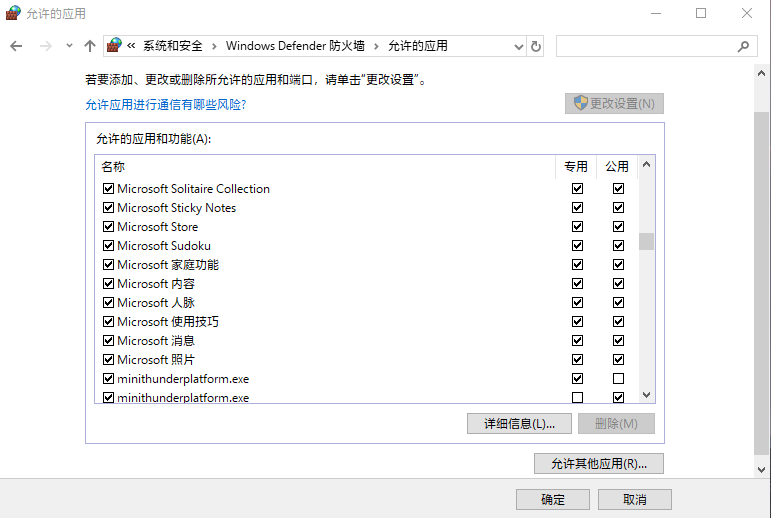 允许的应用
« 系统和安全 > Windows Defender 防火墙 > 允许的应用
若要添加、更改或删除所允许的应用和端口，请单击“更改设置”。
允许应用进行通信有哪些风险?
更改设置(N)
允许的应用和功能(A):
名称 专用 公用
Microsoft Solitaire Collection
Microsoft Sticky Notes
Microsoft Store
Microsoft Sudoku
Microsoft 家庭功能
Microsoft 内容
Microsoft 人脉
Microsoft 使用技巧
Microsoft 消息
Microsoft 照片
minithunderplatform.exe
minithunderplatform.exe
详细信息(L)... 删除(M)
允许其他应用(R)...
确定 取消